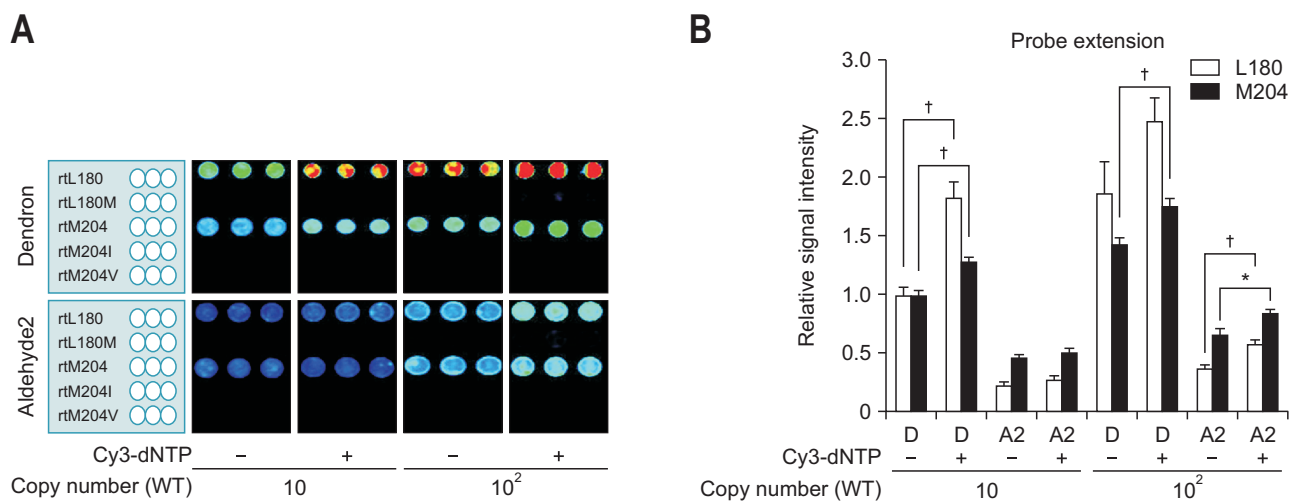 A
Dendron
rtL180
rtL180M
rtM204
rtM204I
rtM204V
Aldehyde2
rtL180
rtL180M
rtM204
rtM204I
rtM204V
Cy3-dNTP − + − +
Copy number (WT) 10 10²
B
Probe extension
L180
M204
Relative signal intensity
3.0
2.5
2.0
1.5
1.0
0.5
0
† † † † *
D D A2 A2 D D A2 A2
Cy3-dNTP − + − + − + − +
Copy number (WT) 10 10²